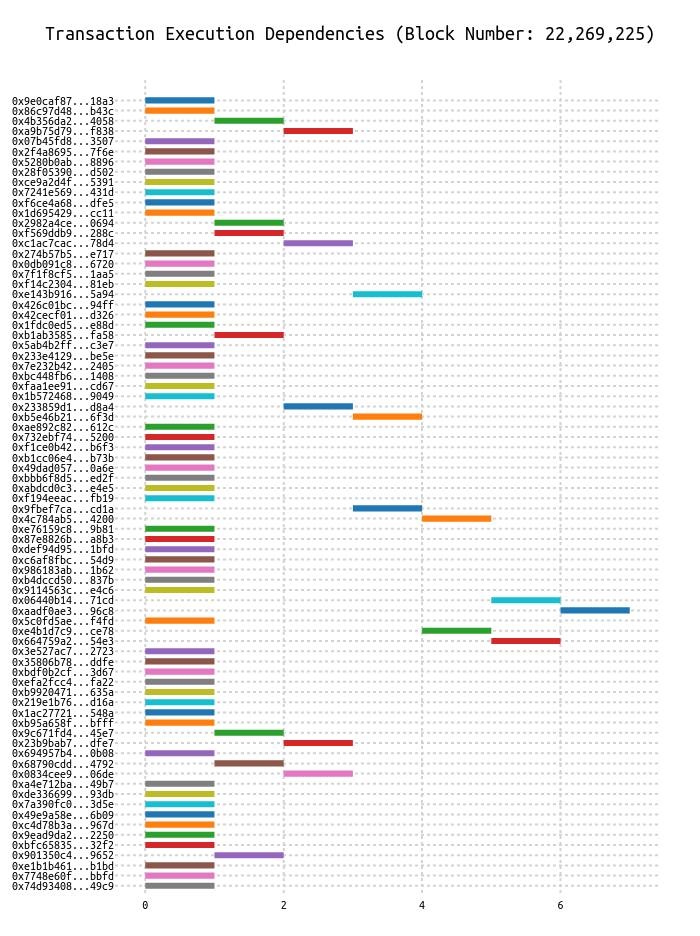 Transaction Execution Dependencies (Block Number: 22,269,225)
0x9e0caf87...18a3
0x86c97d48...b43c
0x4b356da2...4058
0xa9b75d79...f838
0x07b45fd8...3507
0x2f4a8695...7f6e
0x5280b0ab...8896
0x28f05390...d502
0xce9a2d4f...5391
0x7241e569...431d
0xf6ce4a68...dfe5
0x1d695429...cc11
0x2982a4ce...0694
0xf569ddb9...288c
0xc1ac7cac...78d4
0x274b57b5...e717
0x0db091c8...6720
0x7f1f8cf5...1aa5
0xf14c2304...81eb
0xe143b916...5a94
0x426c01bc...94ff
0x42cecf01...d326
0x1fdc0ed5...e88d
0xb1ab3585...fa58
0x5ab4b2ff...c3e7
0x233e4129...be5e
0x7e232b42...2405
0xbc448fb6...1408
0xfaa1ee91...cd67
0x1b572468...9049
0x233859d1...d8a4
0xb5e46b21...6f3d
0xae892c82...612c
0x732ebf74...5200
0xf1ce0b42...b6f3
0xb1cc06e4...b73b
0x49dad057...0a6e
0xbbb6f8d5...ed2f
0xabdcd0c3...e4e5
0xf194eeac...fb19
0x9fbef7ca...cd1a
0x4c784ab5...4200
0xe76159c8...9b81
0x87e8826b...a8b3
0xdef94d95...1bfd
0xc6af8fbc...54d9
0x986183ab...1b62
0xb4dccd50...837b
0x9114563c...e4c6
0x06440b14...71cd
0xaadf0ae3...96c8
0x5c0fd5ae...f4fd
0xe4b1d7c9...ce78
0x664759a2...54e3
0x3e527ac7...2723
0x35806b78...ddfe
0xbdf0b2cf...3d67
0xefa2fcc4...fa22
0xb9920471...635a
0x219e1b76...d16a
0x1ac27721...548a
0xb95a658f...bfff
0x9c671fd4...45e7
0x23b9bab7...dfe7
0x694957b4...0b08
0x68790cdd...4792
0x0834cee9...06de
0xa4e712ba...49b7
0xde336699...93db
0x7a390fc0...3d5e
0x49e9a58e...6b09
0xc4d78b3a...967d
0x9ead9da2...2250
0xbfc65835...32f2
0x901350c4...9652
0xe1b1b461...b1bd
0x7748e60f...bbfd
0x74d93408...49c9
0 2 4 6